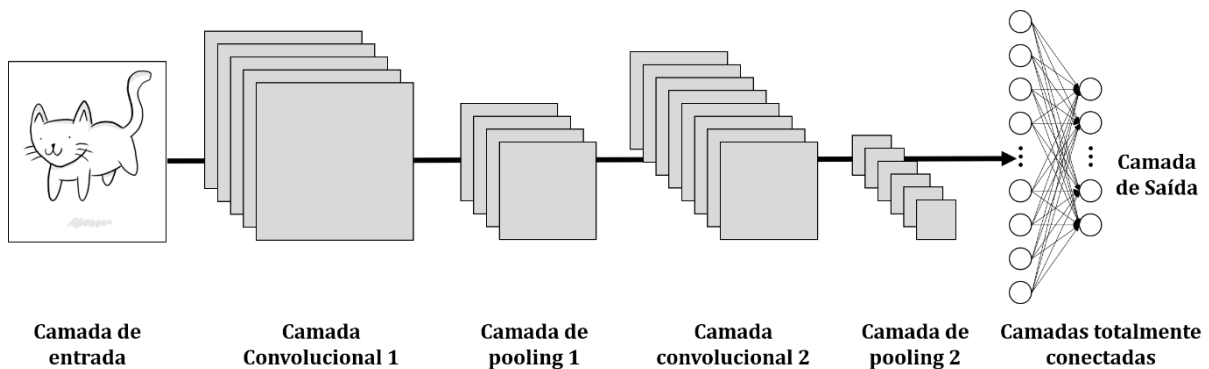 Camada
de Saída
Camada de
entrada
Camada
Convolucional 1
Camada de
pooling 1
Camada
convolucional 2
Camada de
pooling 2
Camadas totalmente
conectadas